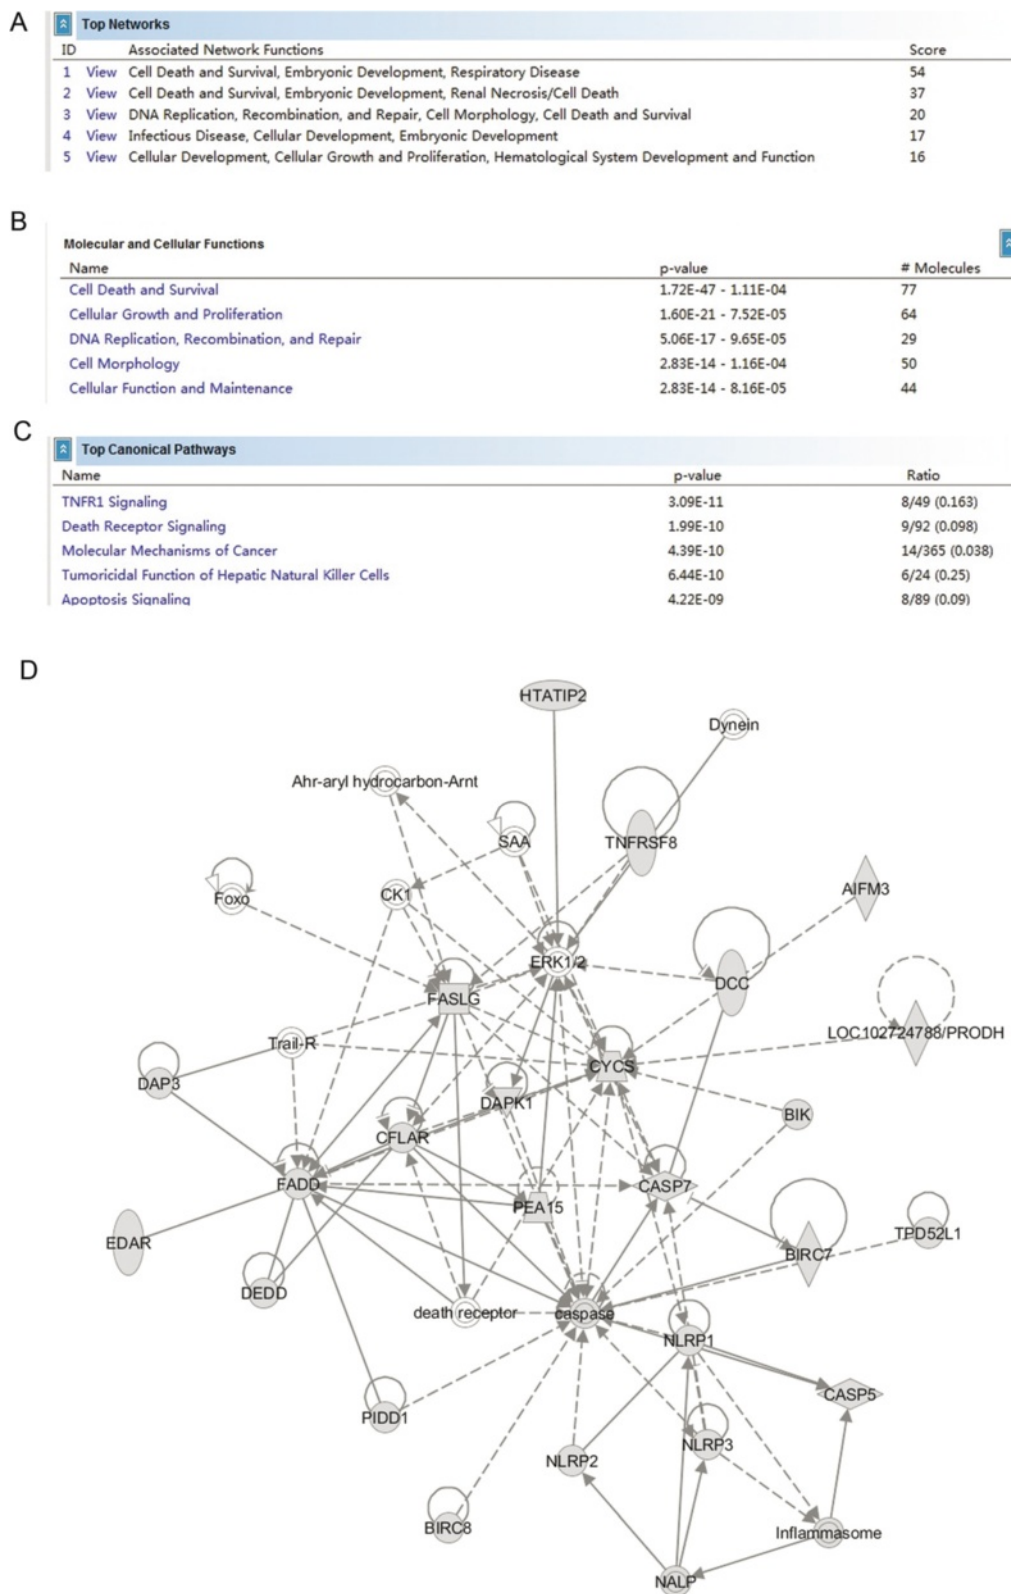 A
Top Networks
ID Associated Network Functions Score
1 View Cell Death and Survival, Embryonic Development, Respiratory Disease 54
2 View Cell Death and Survival, Embryonic Development, Renal Necrosis/Cell Death 37
3 View DNA Replication, Recombination, and Repair, Cell Morphology, Cell Death and Survival 20
4 View Infectious Disease, Cellular Development, Embryonic Development 17
5 View Cellular Development, Cellular Growth and Proliferation, Hematological System Development and Function 16
B
Molecular and Cellular Functions
Name p-value # Molecules
Cell Death and Survival 1.72E-47 - 1.11E-04 77
Cellular Growth and Proliferation 1.60E-21 - 7.52E-05 64
DNA Replication, Recombination, and Repair 5.06E-17 - 9.65E-05 29
Cell Morphology 2.83E-14 - 1.16E-04 50
Cellular Function and Maintenance 2.83E-14 - 8.16E-05 44
C
Top Canonical Pathways
Name p-value Ratio
TNFR1 Signaling 3.09E-11 8/49 (0.163)
Death Receptor Signaling 1.99E-10 9/92 (0.098)
Molecular Mechanisms of Cancer 4.39E-10 14/365 (0.038)
Tumoricidal Function of Hepatic Natural Killer Cells 6.44E-10 6/24 (0.25)
Apoptosis Signaling 4.22E-09 8/89 (0.09)
D
HTATIP2
Dynein
Ahr-aryl hydrocarbon-Arnt
SAA
TNFRSF8
AIFM3
CK1
Foxo
ERK1/2
DCC
FASLG
LOC102724788/PRODH
Trail-R
CYCS
DAP3
DAPK1
BIK
CFLAR
FADD
CASP7
PEA15
EDAR
BIRC7
TPD52L1
DEDD
death receptor
caspase
NLRP1
CASP5
PIDD1
NLRP3
NLRP2
BIRC8
Inflammasome
NALP